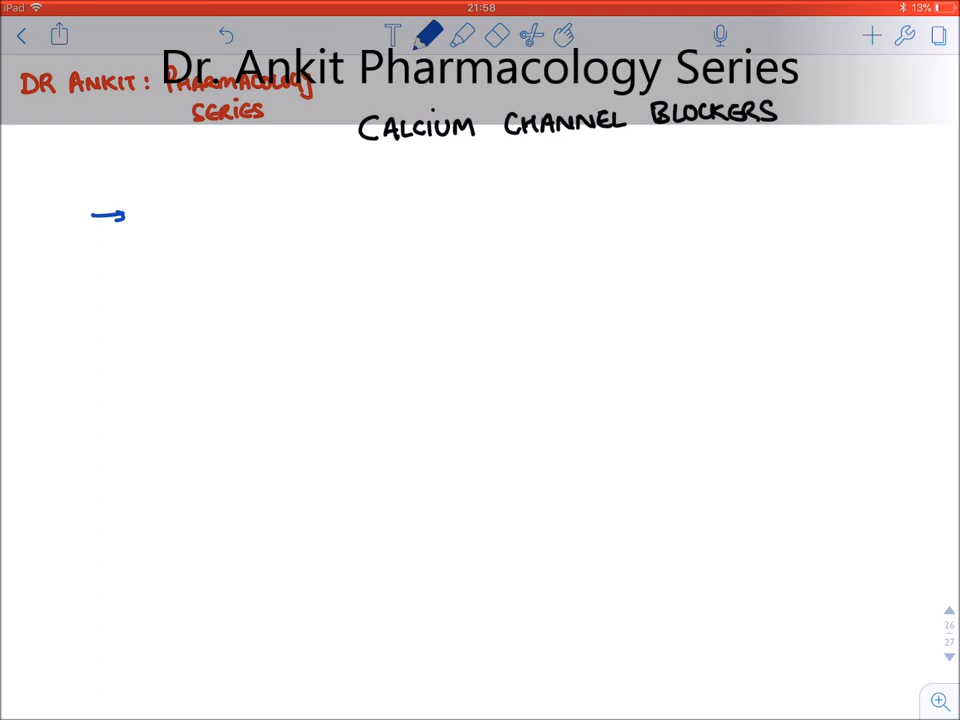 iPad 21:58 13%
T
Dr. Ankit Pharmacology Series
DR ANKIT : PHARMACOLOGY
SERIES
CALCIUM CHANNEL BLOCKERS
26
27